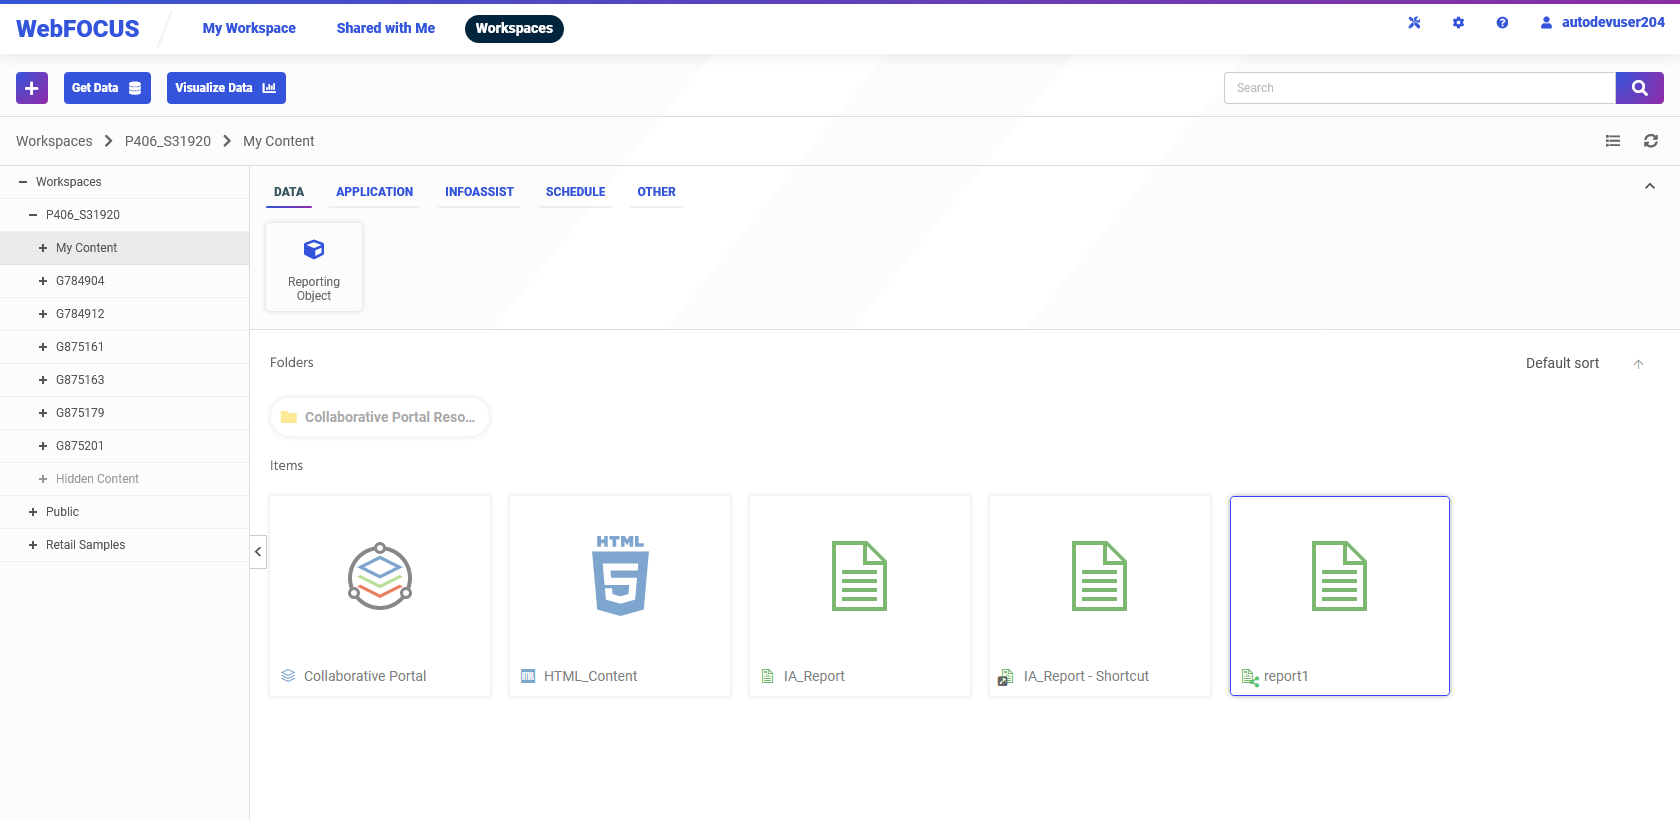 WebFOCUS
My Workspace
Shared with Me
Workspaces
autodevuser204
Get Data
Visualize Data
Search
Workspaces
P406_S31920
My Content
Workspaces
P406_S31920
My Content
G784904
G784912
G875161
G875163
G875179
G875201
Hidden Content
Public
Retail Samples
DATA
APPLICATION
INFOASSIST
SCHEDULE
OTHER
Reporting
Object
Folders
Default sort
Collaborative Portal Reso...
Items
HTML
Collaborative Portal
HTML_Content
IA_Report
IA_Report - Shortcut
report1